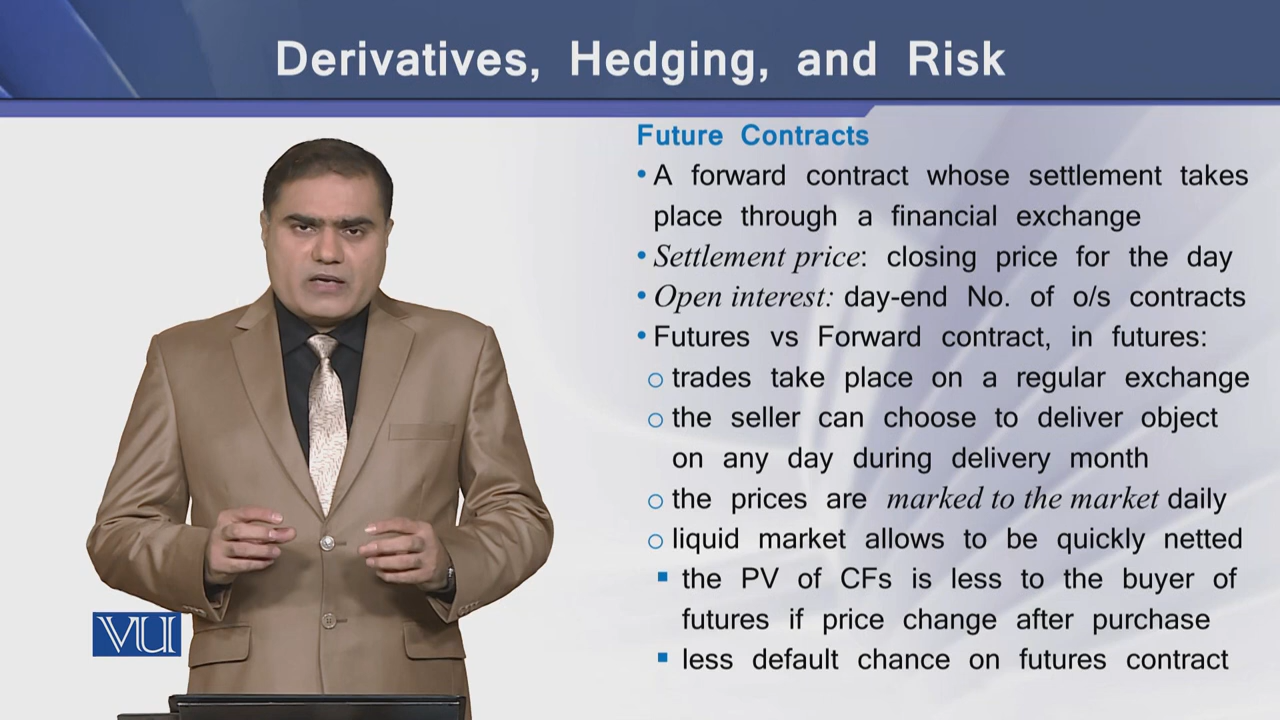 Derivatives, Hedging, and Risk
Future Contracts
• A forward contract whose settlement takes
place through a financial exchange
• Settlement price: closing price for the day
• Open interest: day-end No. of o/s contracts
• Futures vs Forward contract, in futures:
o trades take place on a regular exchange
o the seller can choose to deliver object
on any day during delivery month
o the prices are marked to the market daily
o liquid market allows to be quickly netted
▪ the PV of CFs is less to the buyer of
futures if price change after purchase
▪ less default chance on futures contract
VU